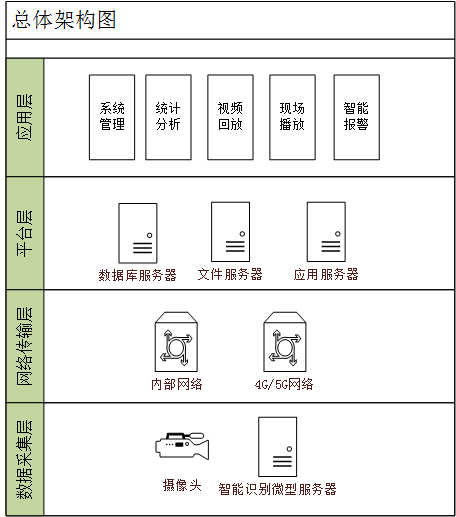 总体架构图
应用层
系统
管理
统计
分析
视频
回放
现场
播放
智能
报警
平台层
数据库服务器
文件服务器
应用服务器
网络传输层
内部网络
4G/5G网络
数据采集层
摄像头
智能识别微型服务器